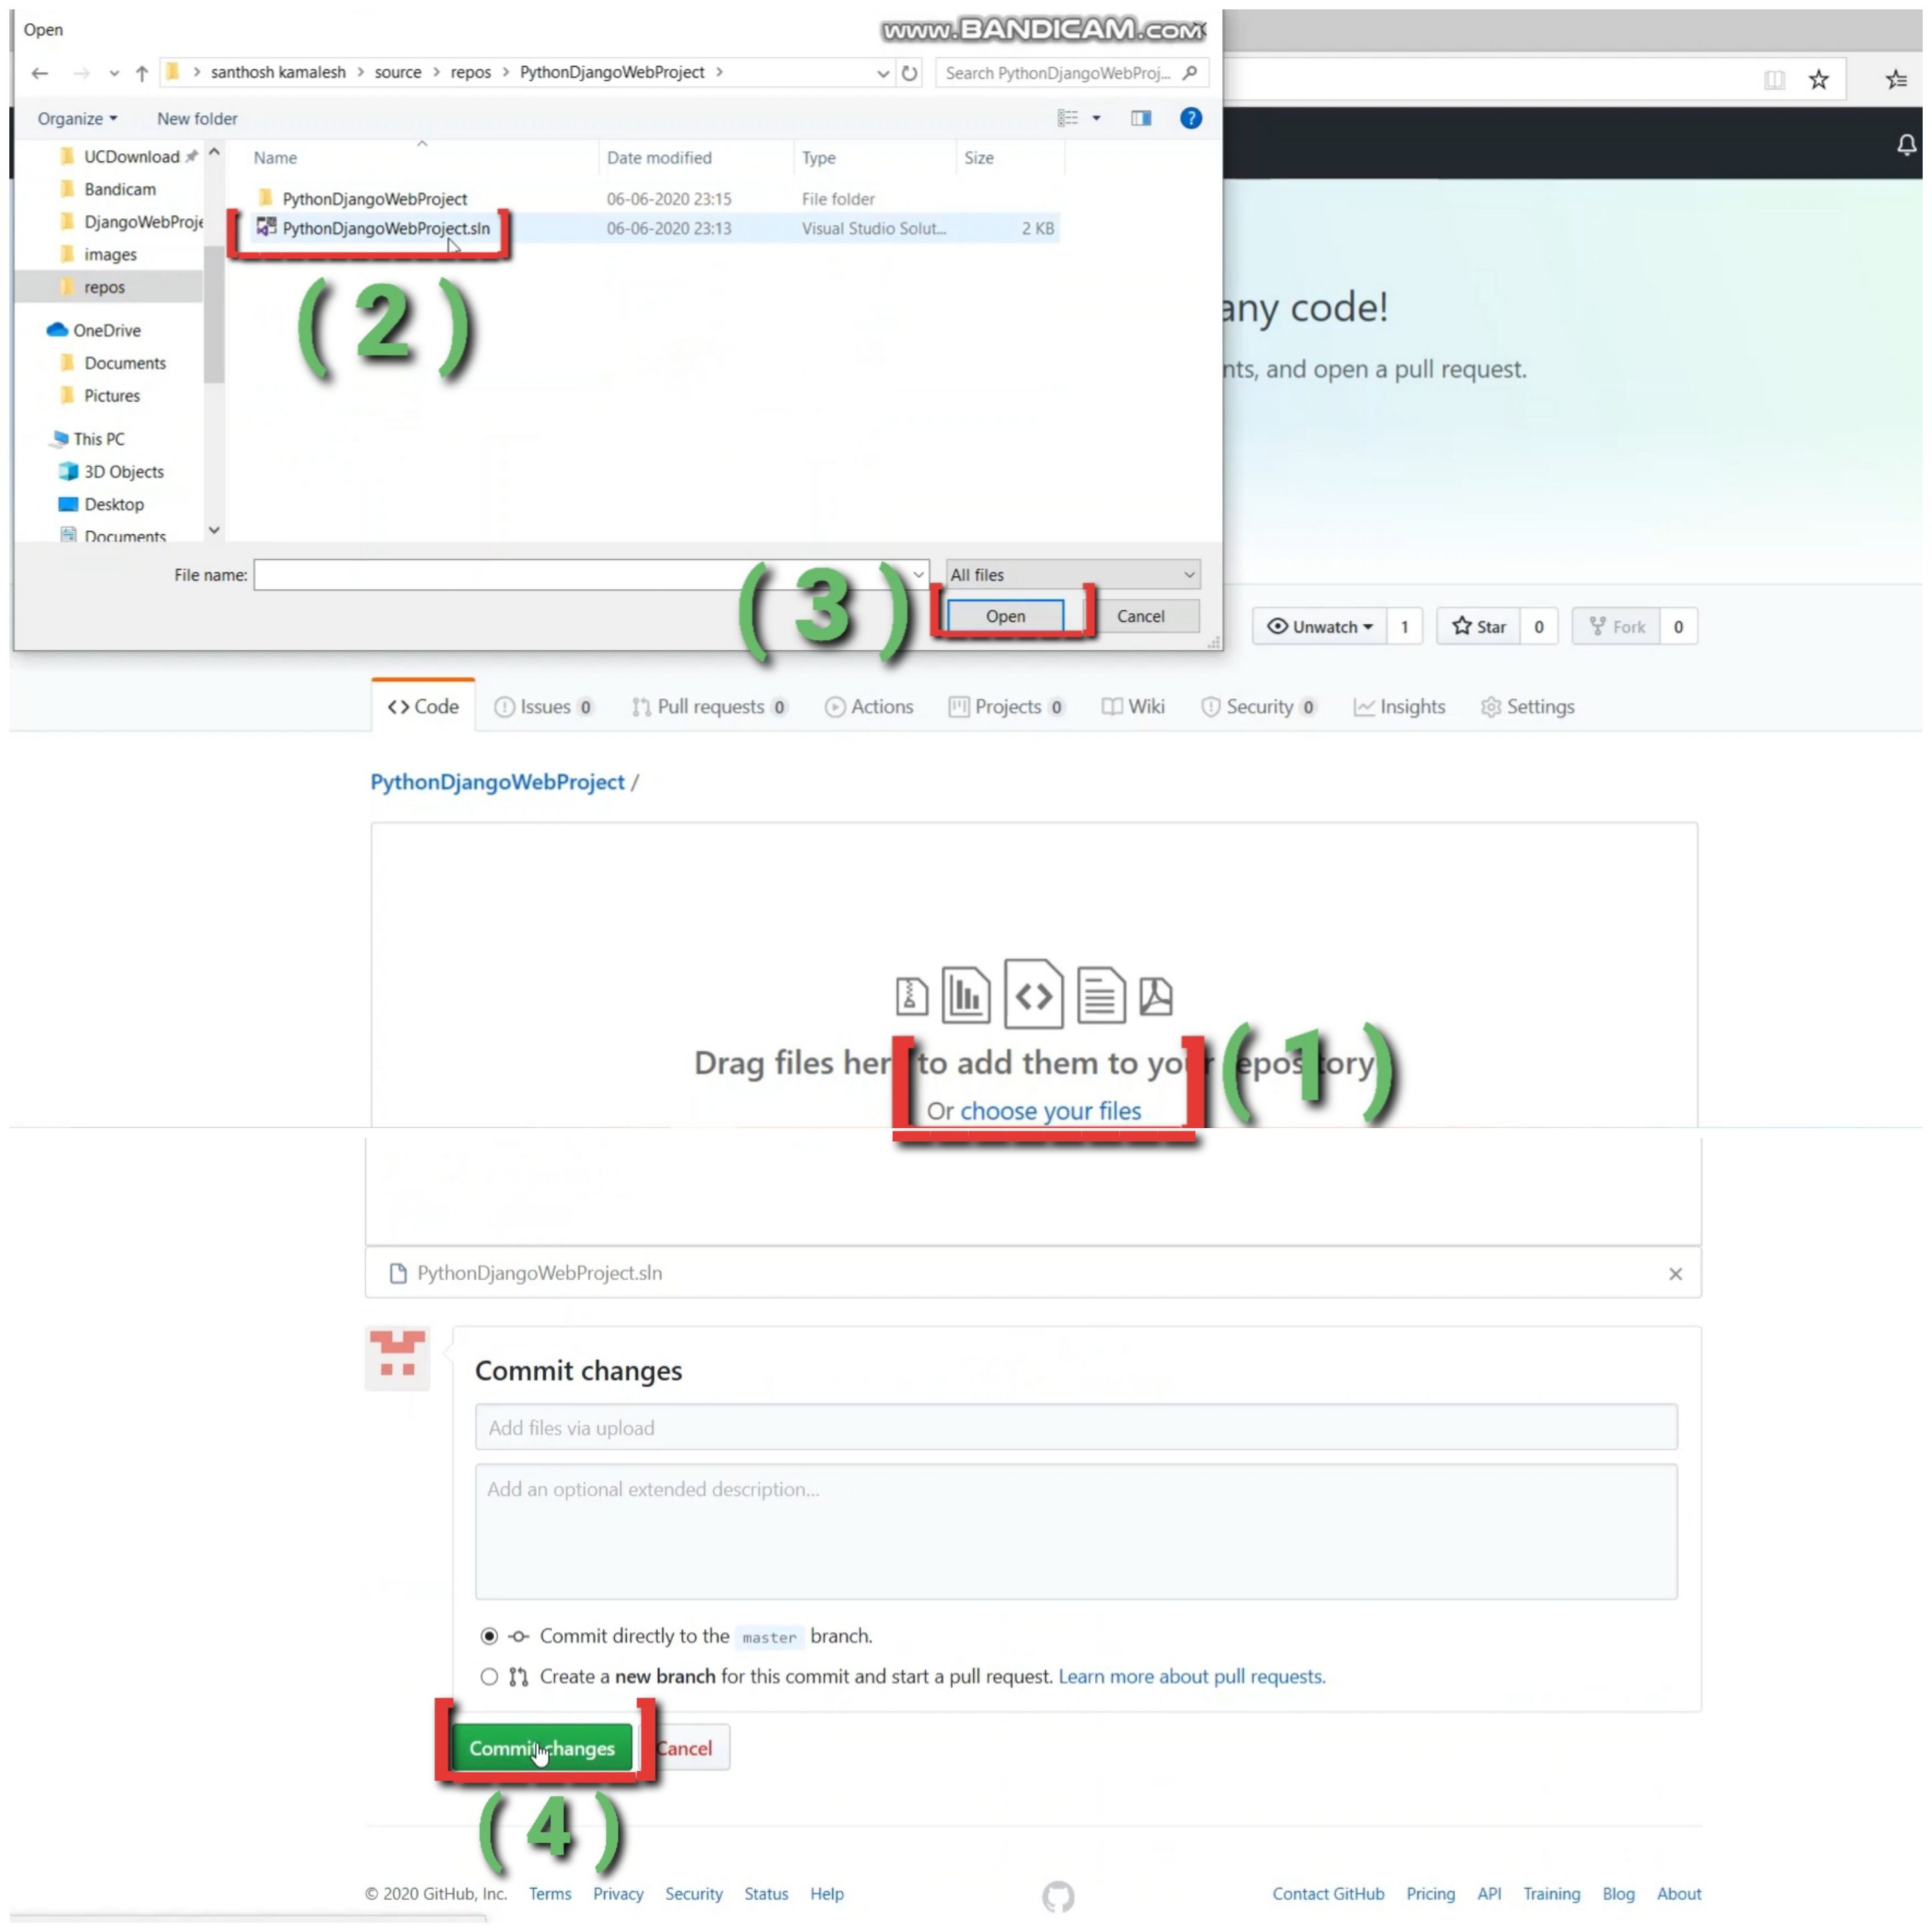 Open
www.BANDICAM.com
santhosh kamalesh > source > repos > PythonDjangoWebProject >
Search PythonDjangoWebProj...
Organize
New folder
Name
Date modified
Type
Size
UCDownload
Bandicam
DjangoWebProje
images
repos
OneDrive
Documents
Pictures
This PC
3D Objects
Desktop
Documents
PythonDjangoWebProject
06-06-2020 23:15
File folder
PythonDjangoWebProject.sln
06-06-2020 23:13
Visual Studio Solut...
2 KB
(2)
any code!
nts, and open a pull request.
File name:
All files
(3)
Open
Cancel
Unwatch 1
Star 0
Fork 0
<> Code
Issues 0
Pull requests 0
Actions
Projects 0
Wiki
Security 0
Insights
Settings
PythonDjangoWebProject /
Drag files here to add them to your repository
(1)
Or choose your files
PythonDjangoWebProject.sln
Commit changes
Add files via upload
Add an optional extended description...
Commit directly to the master branch.
Create a new branch for this commit and start a pull request. Learn more about pull requests.
Commit changes
Cancel
(4)
© 2020 GitHub, Inc. Terms Privacy Security Status Help
Contact GitHub Pricing API Training Blog About